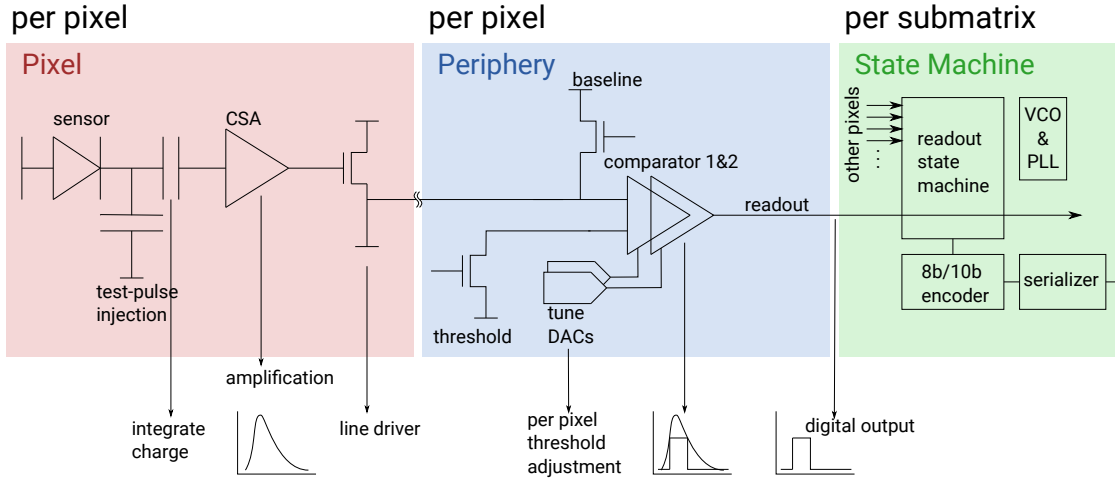 per pixel
per pixel
per submatrix
Pixel
Periphery
State Machine
sensor
CSA
test-pulse
injection
baseline
comparator 1&2
threshold
tune
DACs
readout
other pixels
...
readout
state
machine
VCO
&
PLL
8b/10b
encoder
serializer
integrate
charge
amplification
line driver
per pixel
threshold
adjustment
digital output